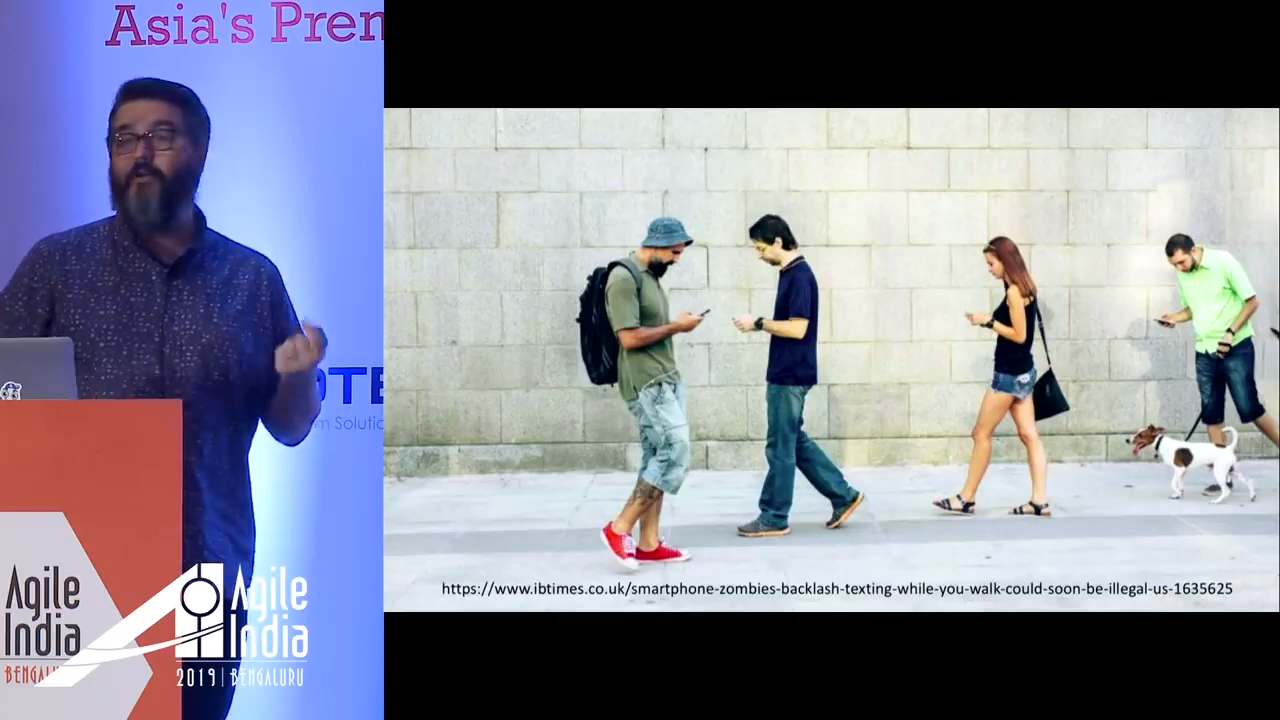 Asia's Prem
OTE
m Solutio
Agile
India
BENGALU
Agile
India
2019 | BENGALURU
https://www.ibtimes.co.uk/smartphone-zombies-backlash-texting-while-you-walk-could-soon-be-illegal-us-1635625